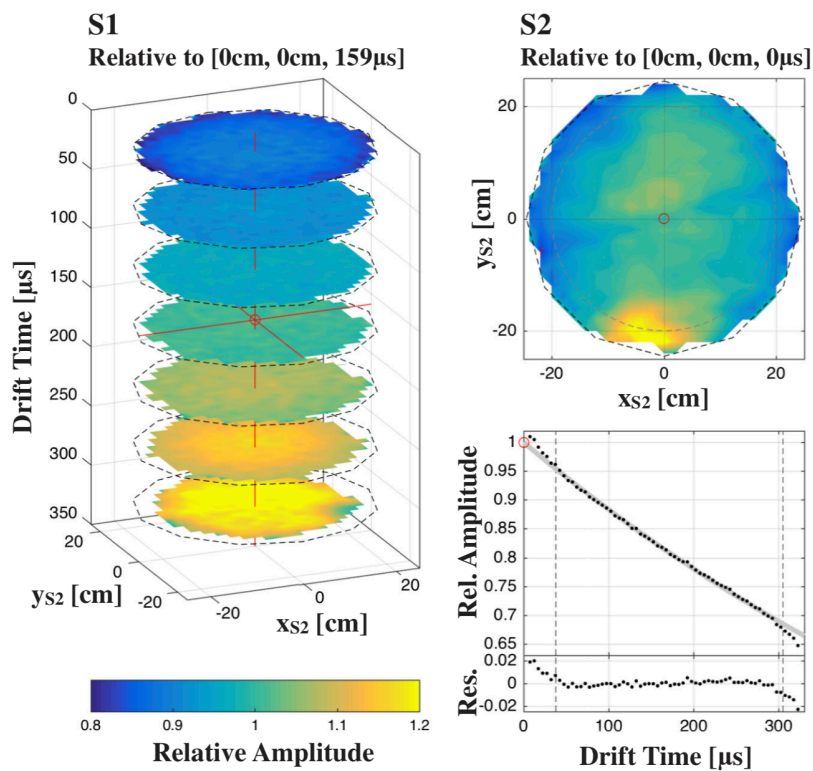 S1
Relative to [0cm, 0cm, 159μs]
0
50
100
150
200
250
300
350
Drift Time [μs]
20
0
-20
yS2 [cm]
-20
0
20
xS2 [cm]
0.8 0.9 1 1.1 1.2
Relative Amplitude
S2
Relative to [0cm, 0cm, 0μs]
20
0
-20
yS2 [cm]
-20 0 20
xS2 [cm]
1
0.95
0.9
0.85
0.8
0.75
0.7
0.65
Rel. Amplitude
0.02
0
-0.02
Res.
0 100 200 300
Drift Time [μs]